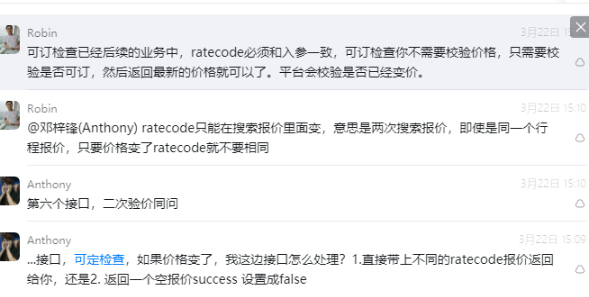 Robin
3月22日 15:10
可订检查已经后续的业务中，ratecode必须和入参一致，可订检查你不需要校验价格，只需要校
验是否可订，然后返回最新的价格就可以了。平台会校验是否已经变价。
Robin
3月22日 15:10
@邓梓锋(Anthony) ratecode只能在搜索报价里面变，意思是两次搜索报价，即使是同一个行
程报价，只要价格变了ratecode就不要相同
Anthony
3月22日 15:10
第六个接口，二次验价同问
Anthony
3月22日 15:09
...接口，可定检查，如果价格变了，我这边接口怎么处理？1.直接带上不同的ratecode报价返回
给你，还是2. 返回一个空报价success 设置成false